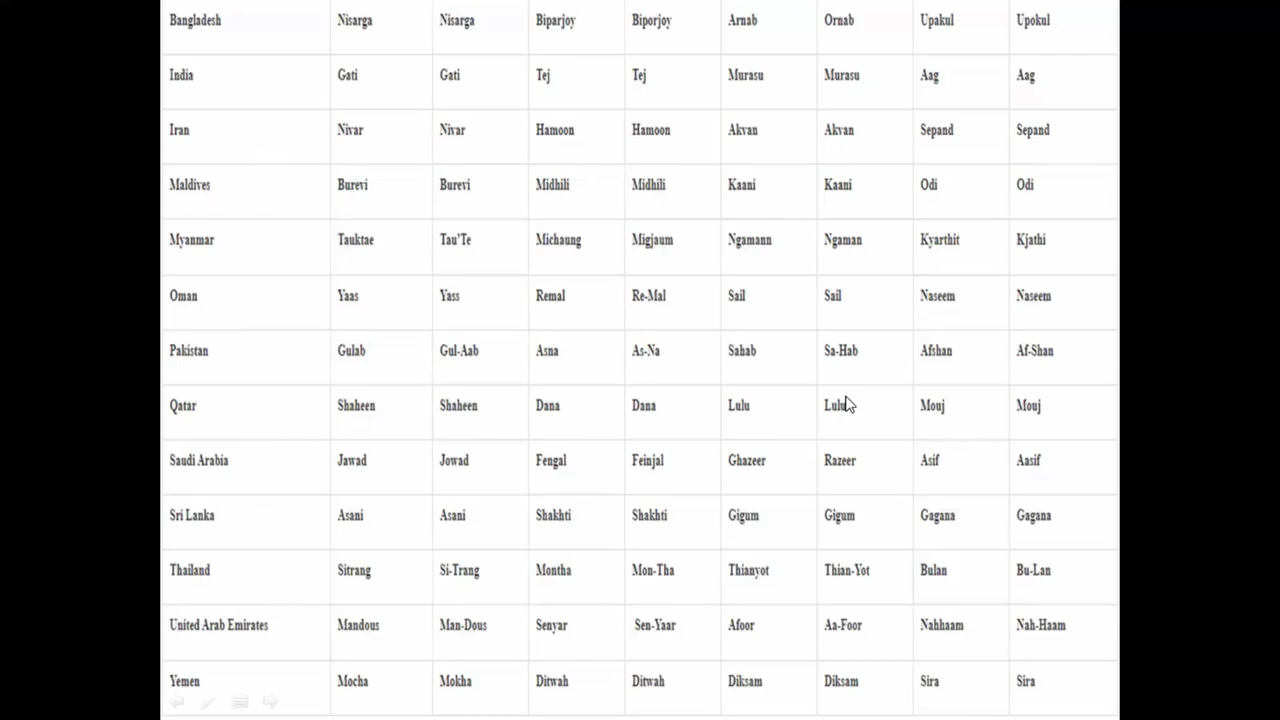 Bangladesh Nisarga Nisarga Biparjoy Biporjoy Arnab Ornab Upakul Upokul
India Gati Gati Tej Tej Murasu Murasu Aag Aag
Iran Nivar Nivar Hamoon Hamoon Akvan Akvan Sepand Sepand
Maldives Burevi Burevi Midhili Midhili Kaani Kaani Odi Odi
Myanmar Tauktae Tau'Te Michaung Migjaum Ngamann Ngaman Kyarthit Kjathi
Oman Yaas Yass Remal Re-Mal Sail Sail Naseem Naseem
Pakistan Gulab Gul-Aab Asna As-Na Sahab Sa-Hab Afshan Af-Shan
Qatar Shaheen Shaheen Dana Dana Lulu Lulu Mouj Mouj
Saudi Arabia Jawad Jowad Fengal Feinjal Ghazeer Razeer Asif Aasif
Sri Lanka Asani Asani Shakhti Shakhti Gigum Gigum Gagana Gagana
Thailand Sitrang Si-Trang Montha Mon-Tha Thianyot Thian-Yot Bulan Bu-Lan
United Arab Emirates Mandous Man-Dous Senyar Sen-Yaar Afoor Aa-Foor Nahhaam Nah-Haam
Yemen Mocha Mokha Ditwah Ditwah Diksam Diksam Sira Sira